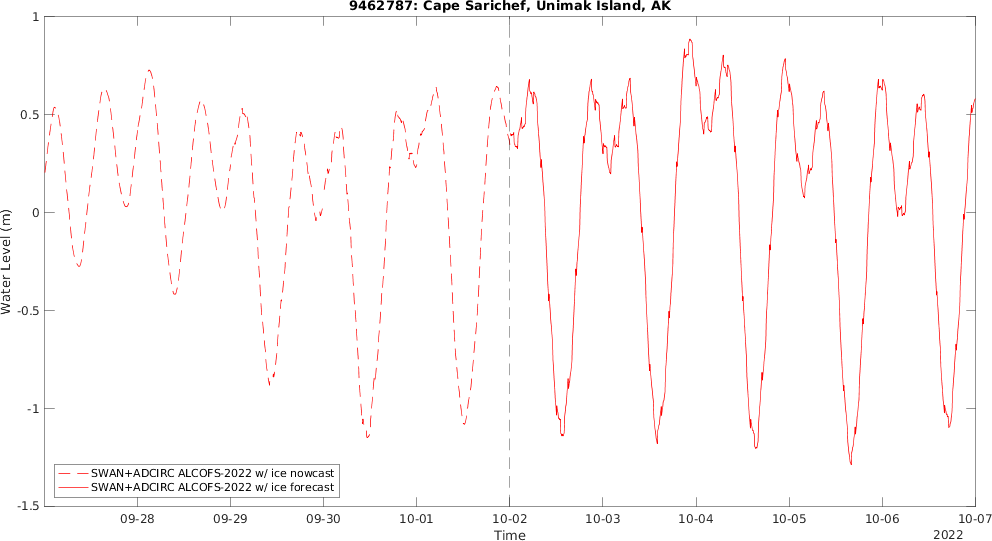 9462787: Cape Sarichef, Unimak Island, AK
1
0.5
0
-0.5
-1
-1.5
Water Level (m)
SWAN+ADCIRC ALCOFS-2022 w/ ice nowcast
SWAN+ADCIRC ALCOFS-2022 w/ ice forecast
09-28 09-29 09-30 10-01 10-02 10-03 10-04 10-05 10-06 10-07
Time
2022